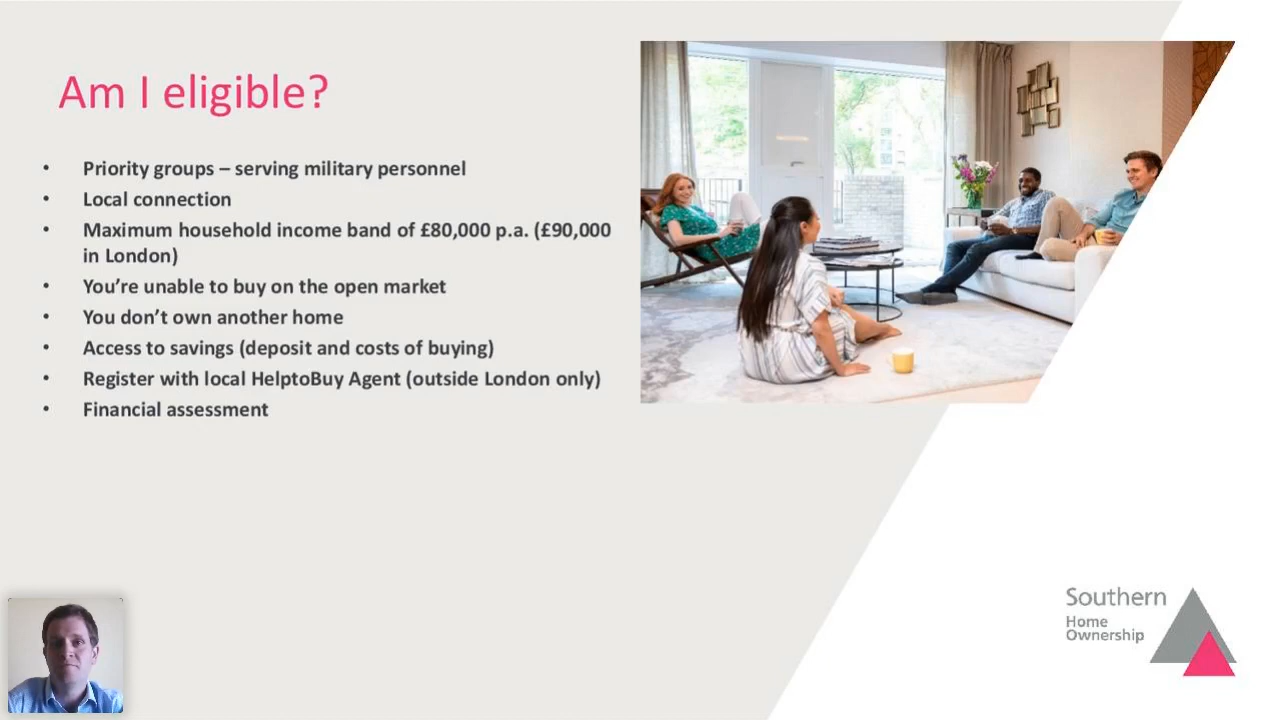 Am I eligible?
• Priority groups – serving military personnel
• Local connection
• Maximum household income band of £80,000 p.a. (£90,000
in London)
• You’re unable to buy on the open market
• You don’t own another home
• Access to savings (deposit and costs of buying)
• Register with local HelptoBuy Agent (outside London only)
• Financial assessment
Southern
Home
Ownership